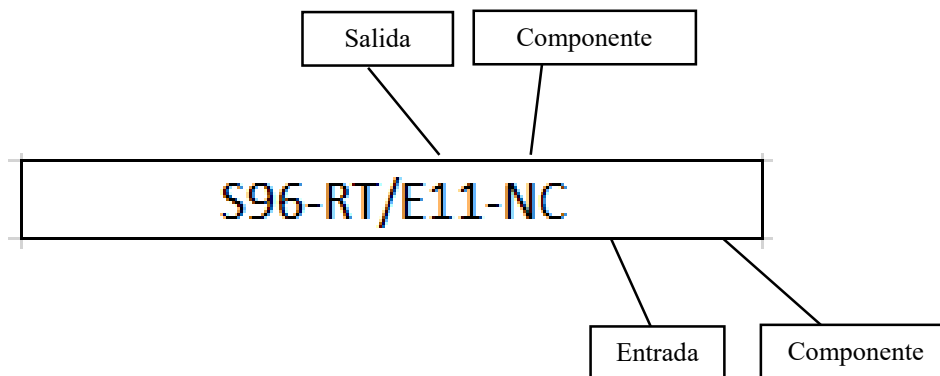 Salida
Componente
S96-RT/E11-NC
Entrada
Componente